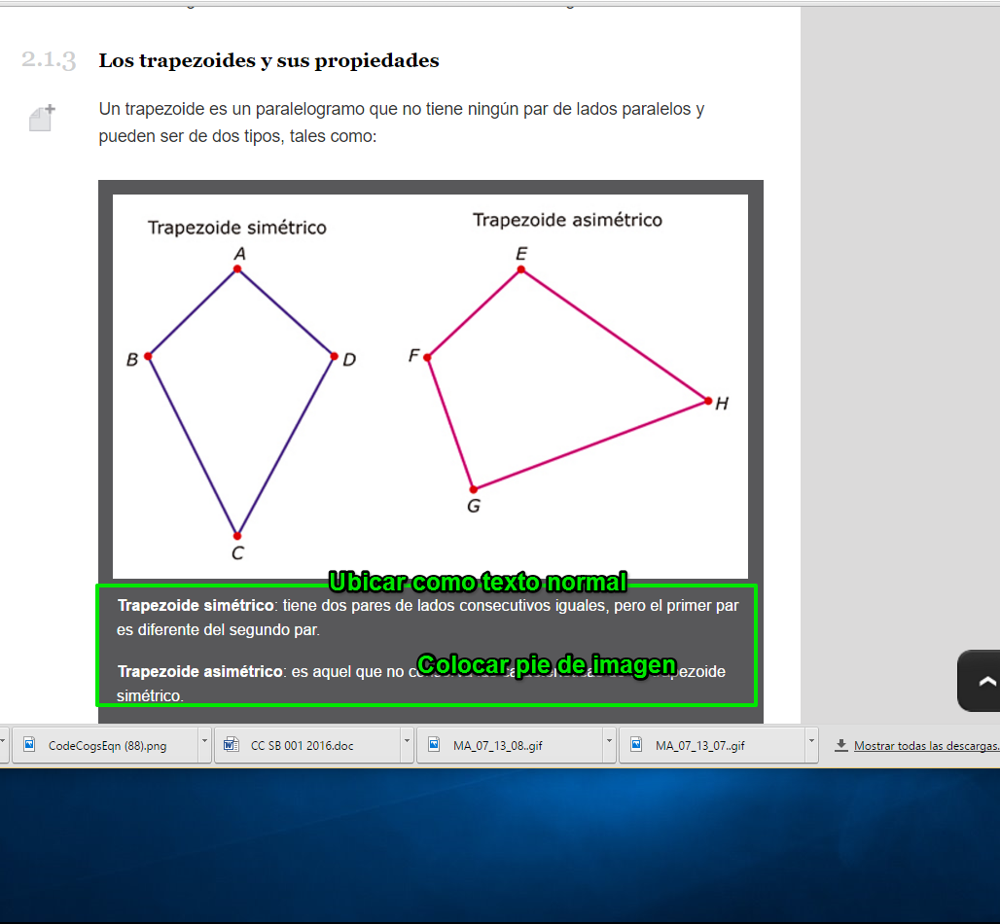 2.1.3 Los trapezoides y sus propiedades
Un trapezoide es un paralelogramo que no tiene ningún par de lados paralelos y
pueden ser de dos tipos, tales como:
Trapezoide simétrico
Trapezoide asimétrico
A
E
B
D
F
H
G
C
Ubicar como texto normal
Trapezoide simétrico: tiene dos pares de lados consecutivos iguales, pero el primer par
es diferente del segundo par.
Colocar pie de imagen
Trapezoide asimétrico: es aquel que no trapezoide
simétrico.
CodeCogsEqn (88).png
CC SB 001 2016.doc
MA_07_13_08..gif
MA_07_13_07..gif
Mostrar todas las descargas.